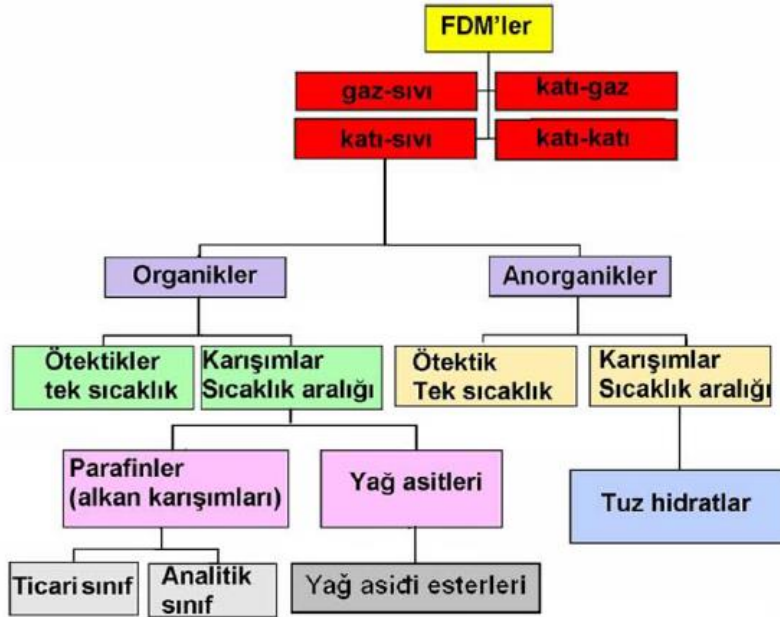 FDM'ler
gaz-sıvı
katı-gaz
katı-sıvı
katı-katı
Organikler
Anorganikler
Ötektikler
tek sıcaklık
Karışımlar
Sıcaklık aralığı
Ötektik
Tek sıcaklık
Karışımlar
Sıcaklık aralığı
Parafinler
(alkan karışımları)
Yağ asitleri
Tuz hidratlar
Ticari sınıf
Analitik
sınıf
Yağ asiđi esterleri